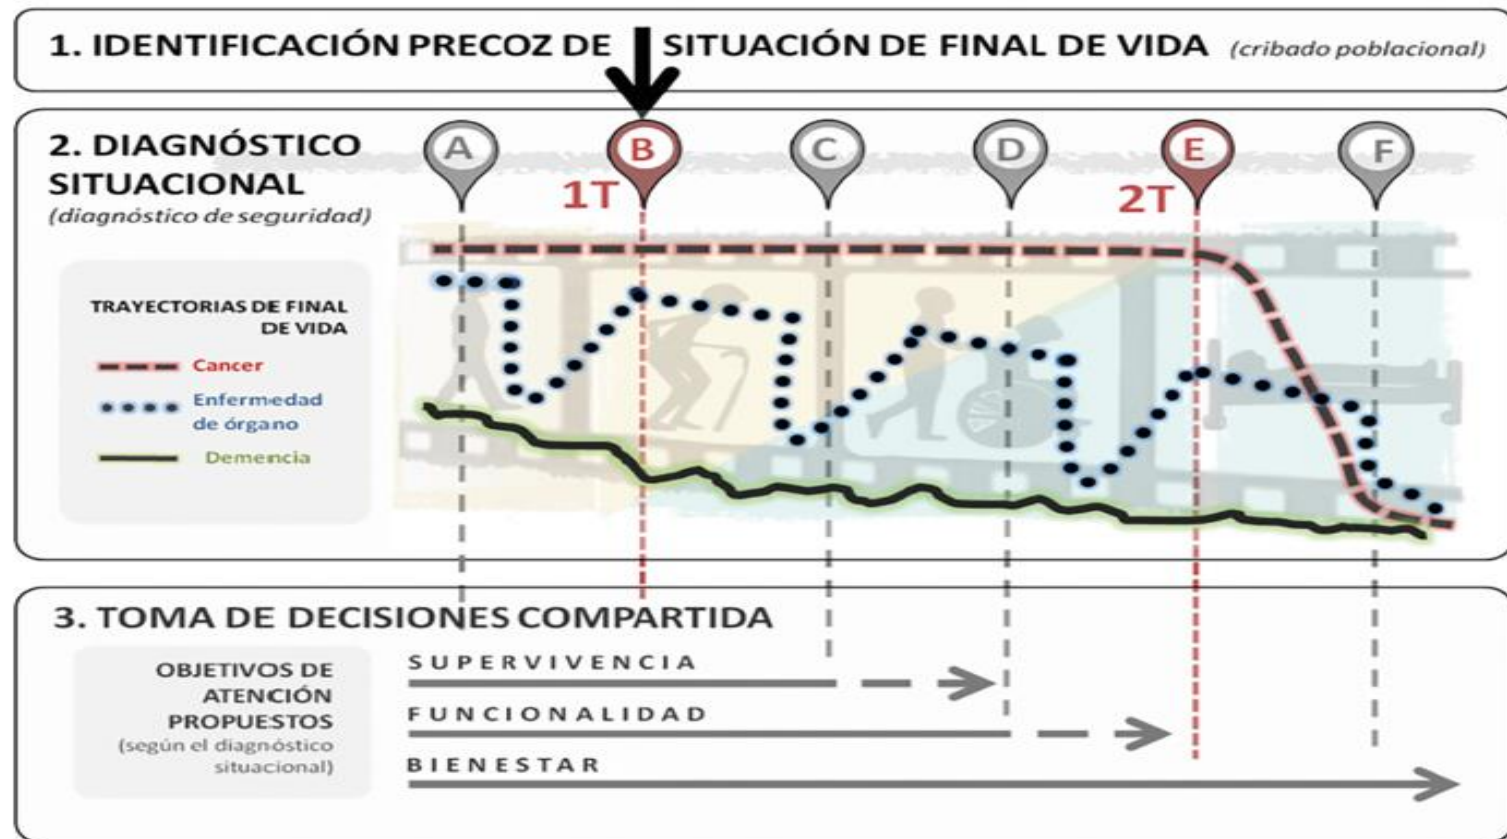 1. IDENTIFICACIÓN PRECOZ DE SITUACIÓN DE FINAL DE VIDA (cribado poblacional)
2. DIAGNÓSTICO
SITUACIONAL
(diagnóstico de seguridad)
A B C D E F
1T 2T
TRAYECTORIAS DE FINAL
DE VIDA
Cancer
Enfermedad
de órgano
Demencia
3. TOMA DE DECISIONES COMPARTIDA
OBJETIVOS DE
ATENCIÓN
PROPUESTOS
(según el diagnóstico
situacional)
SUPERVIVENCIA
FUNCIONALIDAD
BIENESTAR